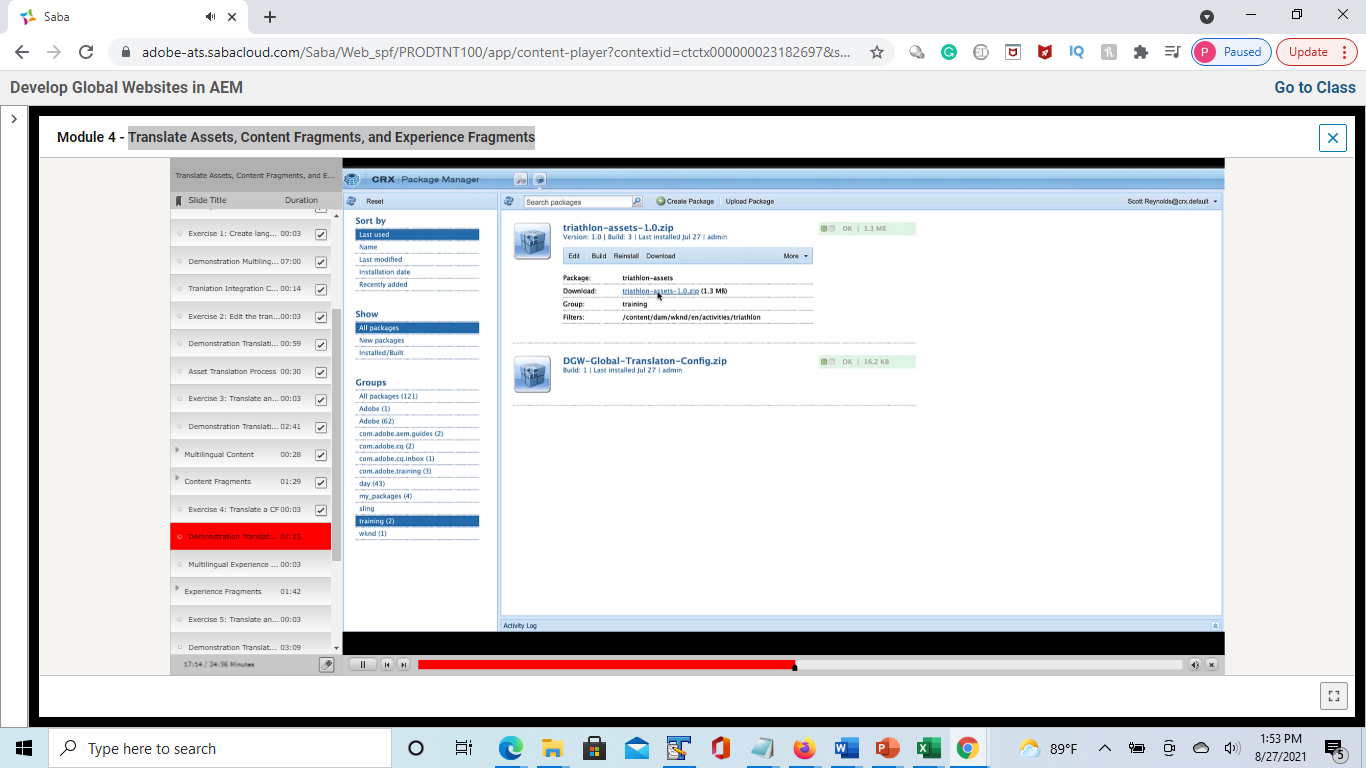 Saba
adobe-ats.sabacloud.com/Saba/Web_spf/PRODTNT100/app/content-player?contextid=ctctx000000023182697&s...
P Paused
Update
Develop Global Websites in AEM
Go to Class
Module 4 - Translate Assets, Content Fragments, and Experience Fragments
Translate Assets, Content Fragments, and E...
Slide Title Duration
Exercise 1: Create lang... 00:03
Demonstration Multiling... 07:00
Tranlation Integration C... 00:14
Exercise 2: Edit the tran... 00:03
Demonstration Translati... 00:59
Asset Translation Process 00:30
Exercise 3: Translate an... 00:03
Demonstration Translati... 02:41
Multilingual Content 00:28
Content Fragments 01:29
Exercise 4: Translate a CF 00:03
Demonstration Translat... 07:15
Multilingual Experience ... 00:03
Experience Fragments 01:42
Exercise 5: Translate an... 00:03
Demonstration Translat... 03:09
17:14 / 34:56 Minutes
CRX Package Manager
Reset
Sort by
Last used
Name
Last modified
Installation date
Recently added
Show
All packages
New packages
Installed/Built
Groups
All packages (121)
Adobe (1)
Adobe (62)
com.adobe.aem.guides (2)
com.adobe.cq (2)
com.adobe.cq.inbox (1)
com.adobe.training (3)
day (43)
my_packages (4)
sling
training (2)
wknd (1)
Search packages
Create Package
Upload Package
Scott Reynolds@crx.default
triathlon-assets-1.0.zip
Version: 1.0 | Build: 3 | Last installed Jul 27 | admin
OK | 1.3 MB
Edit Build Reinstall Download More
Package: triathlon-assets
Download: triathlon-assets-1.0.zip (1.3 MB)
Group: training
Filters: /content/dam/wknd/en/activities/triathlon
DGW-Global-Translaton-Config.zip
Build: 1 | Last installed Jul 27 | admin
OK | 16.2 KB
Activity Log
Type here to search
89°F
1:53 PM
8/27/2021
5